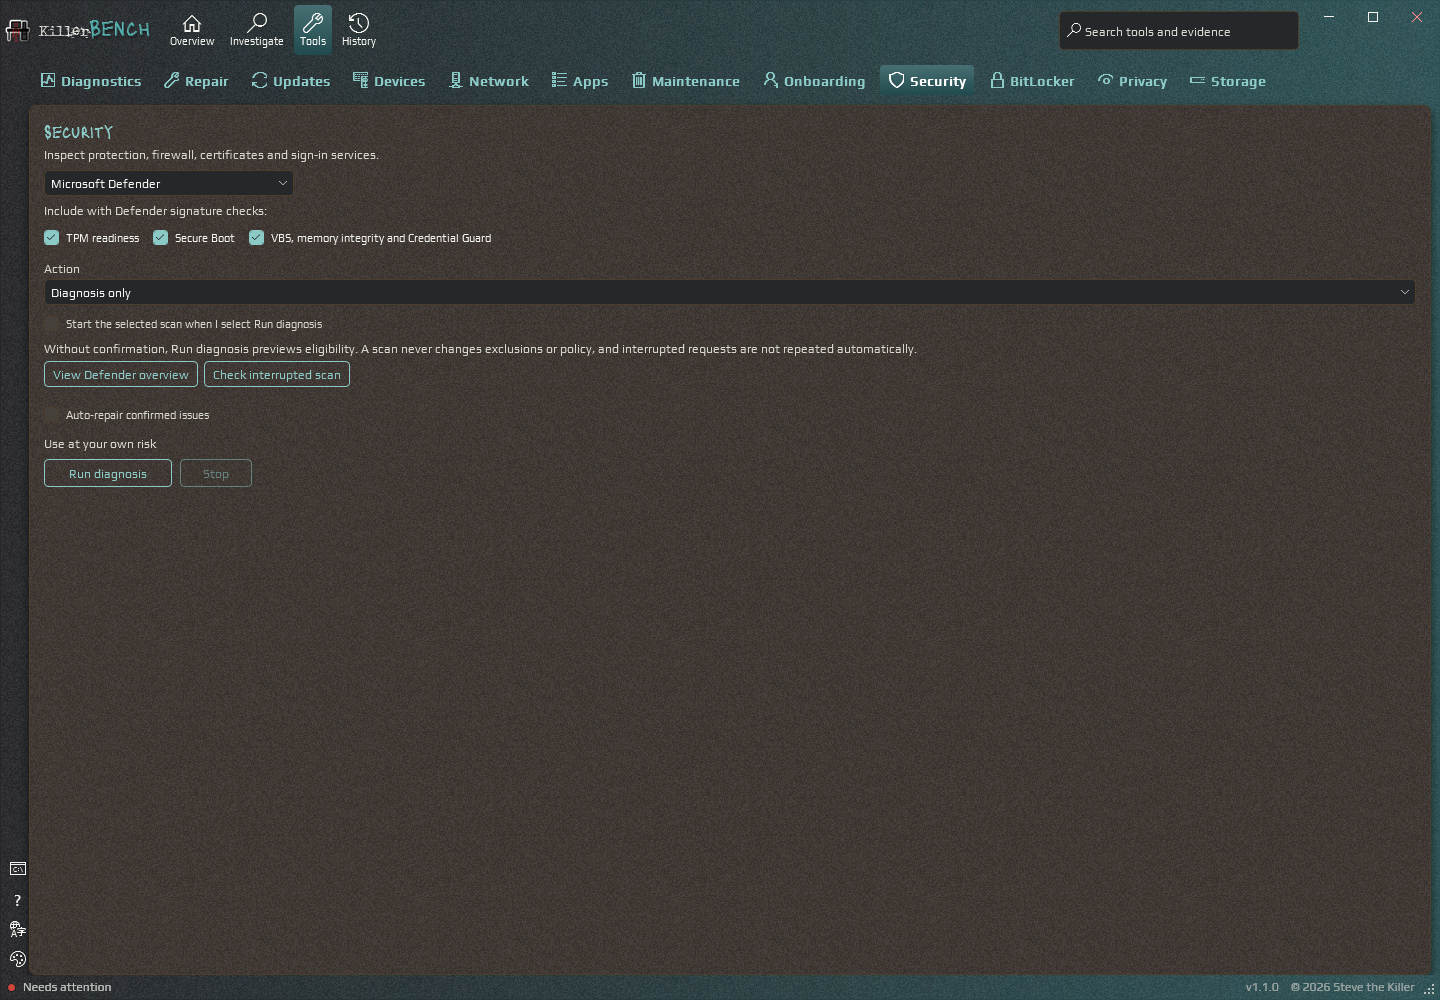 KillerBENCH
Overview Investigate Tools History
Search tools and evidence
Diagnostics Repair Updates Devices Network Apps Maintenance Onboarding Security BitLocker Privacy Storage
SECURITY
Inspect protection, firewall, certificates and sign-in services.
Microsoft Defender
Include with Defender signature checks:
TPM readiness Secure Boot VBS, memory integrity and Credential Guard
Action
Diagnosis only
Start the selected scan when I select Run diagnosis
Without confirmation, Run diagnosis previews eligibility. A scan never changes exclusions or policy, and interrupted requests are not repeated automatically.
View Defender overview Check interrupted scan
Auto-repair confirmed issues
Use at your own risk
Run diagnosis Stop
C:\
?
A字
Needs attention v1.1.0 © 2026 Steve the Killer